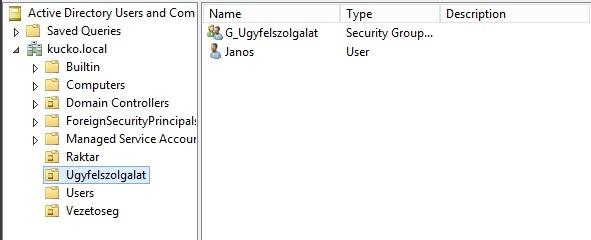 Active Directory Users and Com
Saved Queries
kucko.local
Builtin
Computers
Domain Controllers
ForeignSecurityPrincipals
Managed Service Accour
Raktar
Ugyfelszolgalat
Users
Vezetoseg
Name Type Description
G_Ugyfelszolgalat Security Group...
Janos User